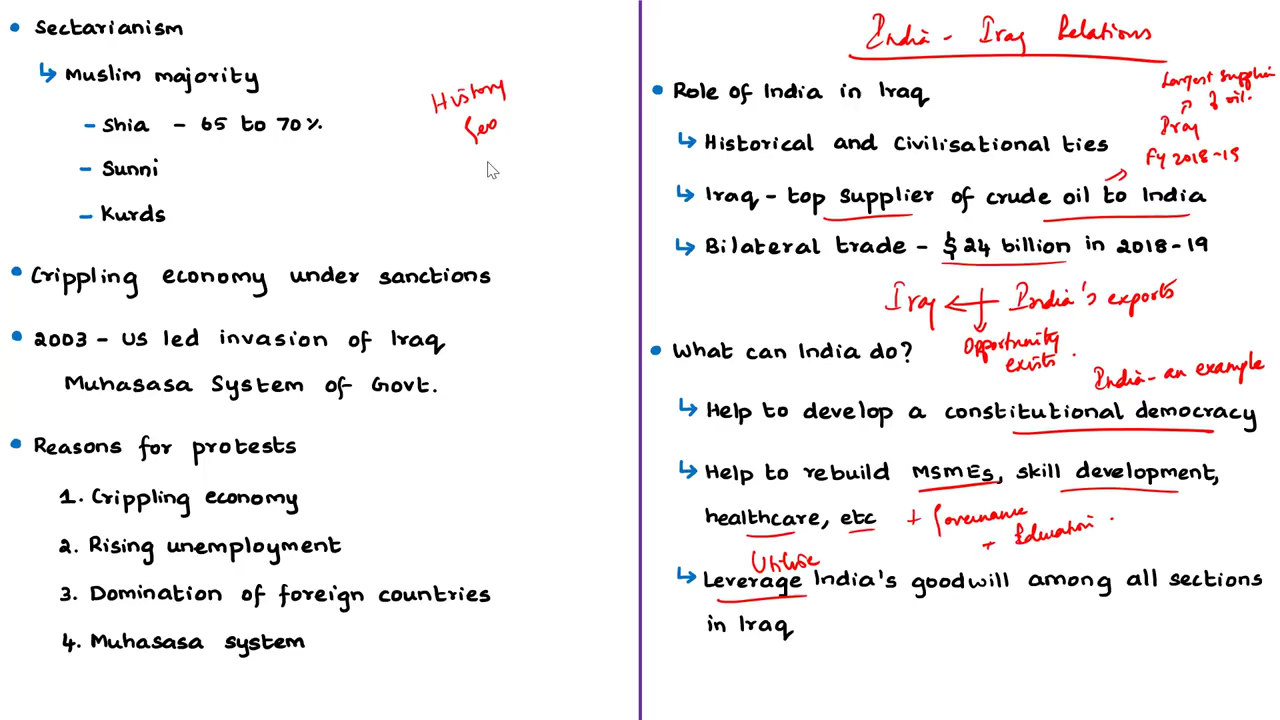 • Sectarianism
↳ Muslim majority
– Shia – 65 to 70%
– Sunni
– Kurds
History
Geo
• Crippling economy under sanctions
• 2003 – US led invasion of Iraq
Muhasasa System of Govt.
• Reasons for protests
1. Crippling economy
2. Rising unemployment
3. Domination of foreign countries
4. Muhasasa system
India - Iraq Relations
• Role of India in Iraq
Largest supplier
of oil.
Iraq
FY 2018-19
↳ Historical and Civilisational ties
↳ Iraq – top supplier of crude oil to India
↳ Bilateral trade – $24 billion in 2018-19
Iraq ← India's exports
Opportunity
exists.
• What can India do?
India - an example
↳ Help to develop a constitutional democracy
↳ Help to rebuild MSMEs, skill development,
healthcare, etc + Governance
+ Education.
Utilise
↳ Leverage India's goodwill among all sections
in Iraq